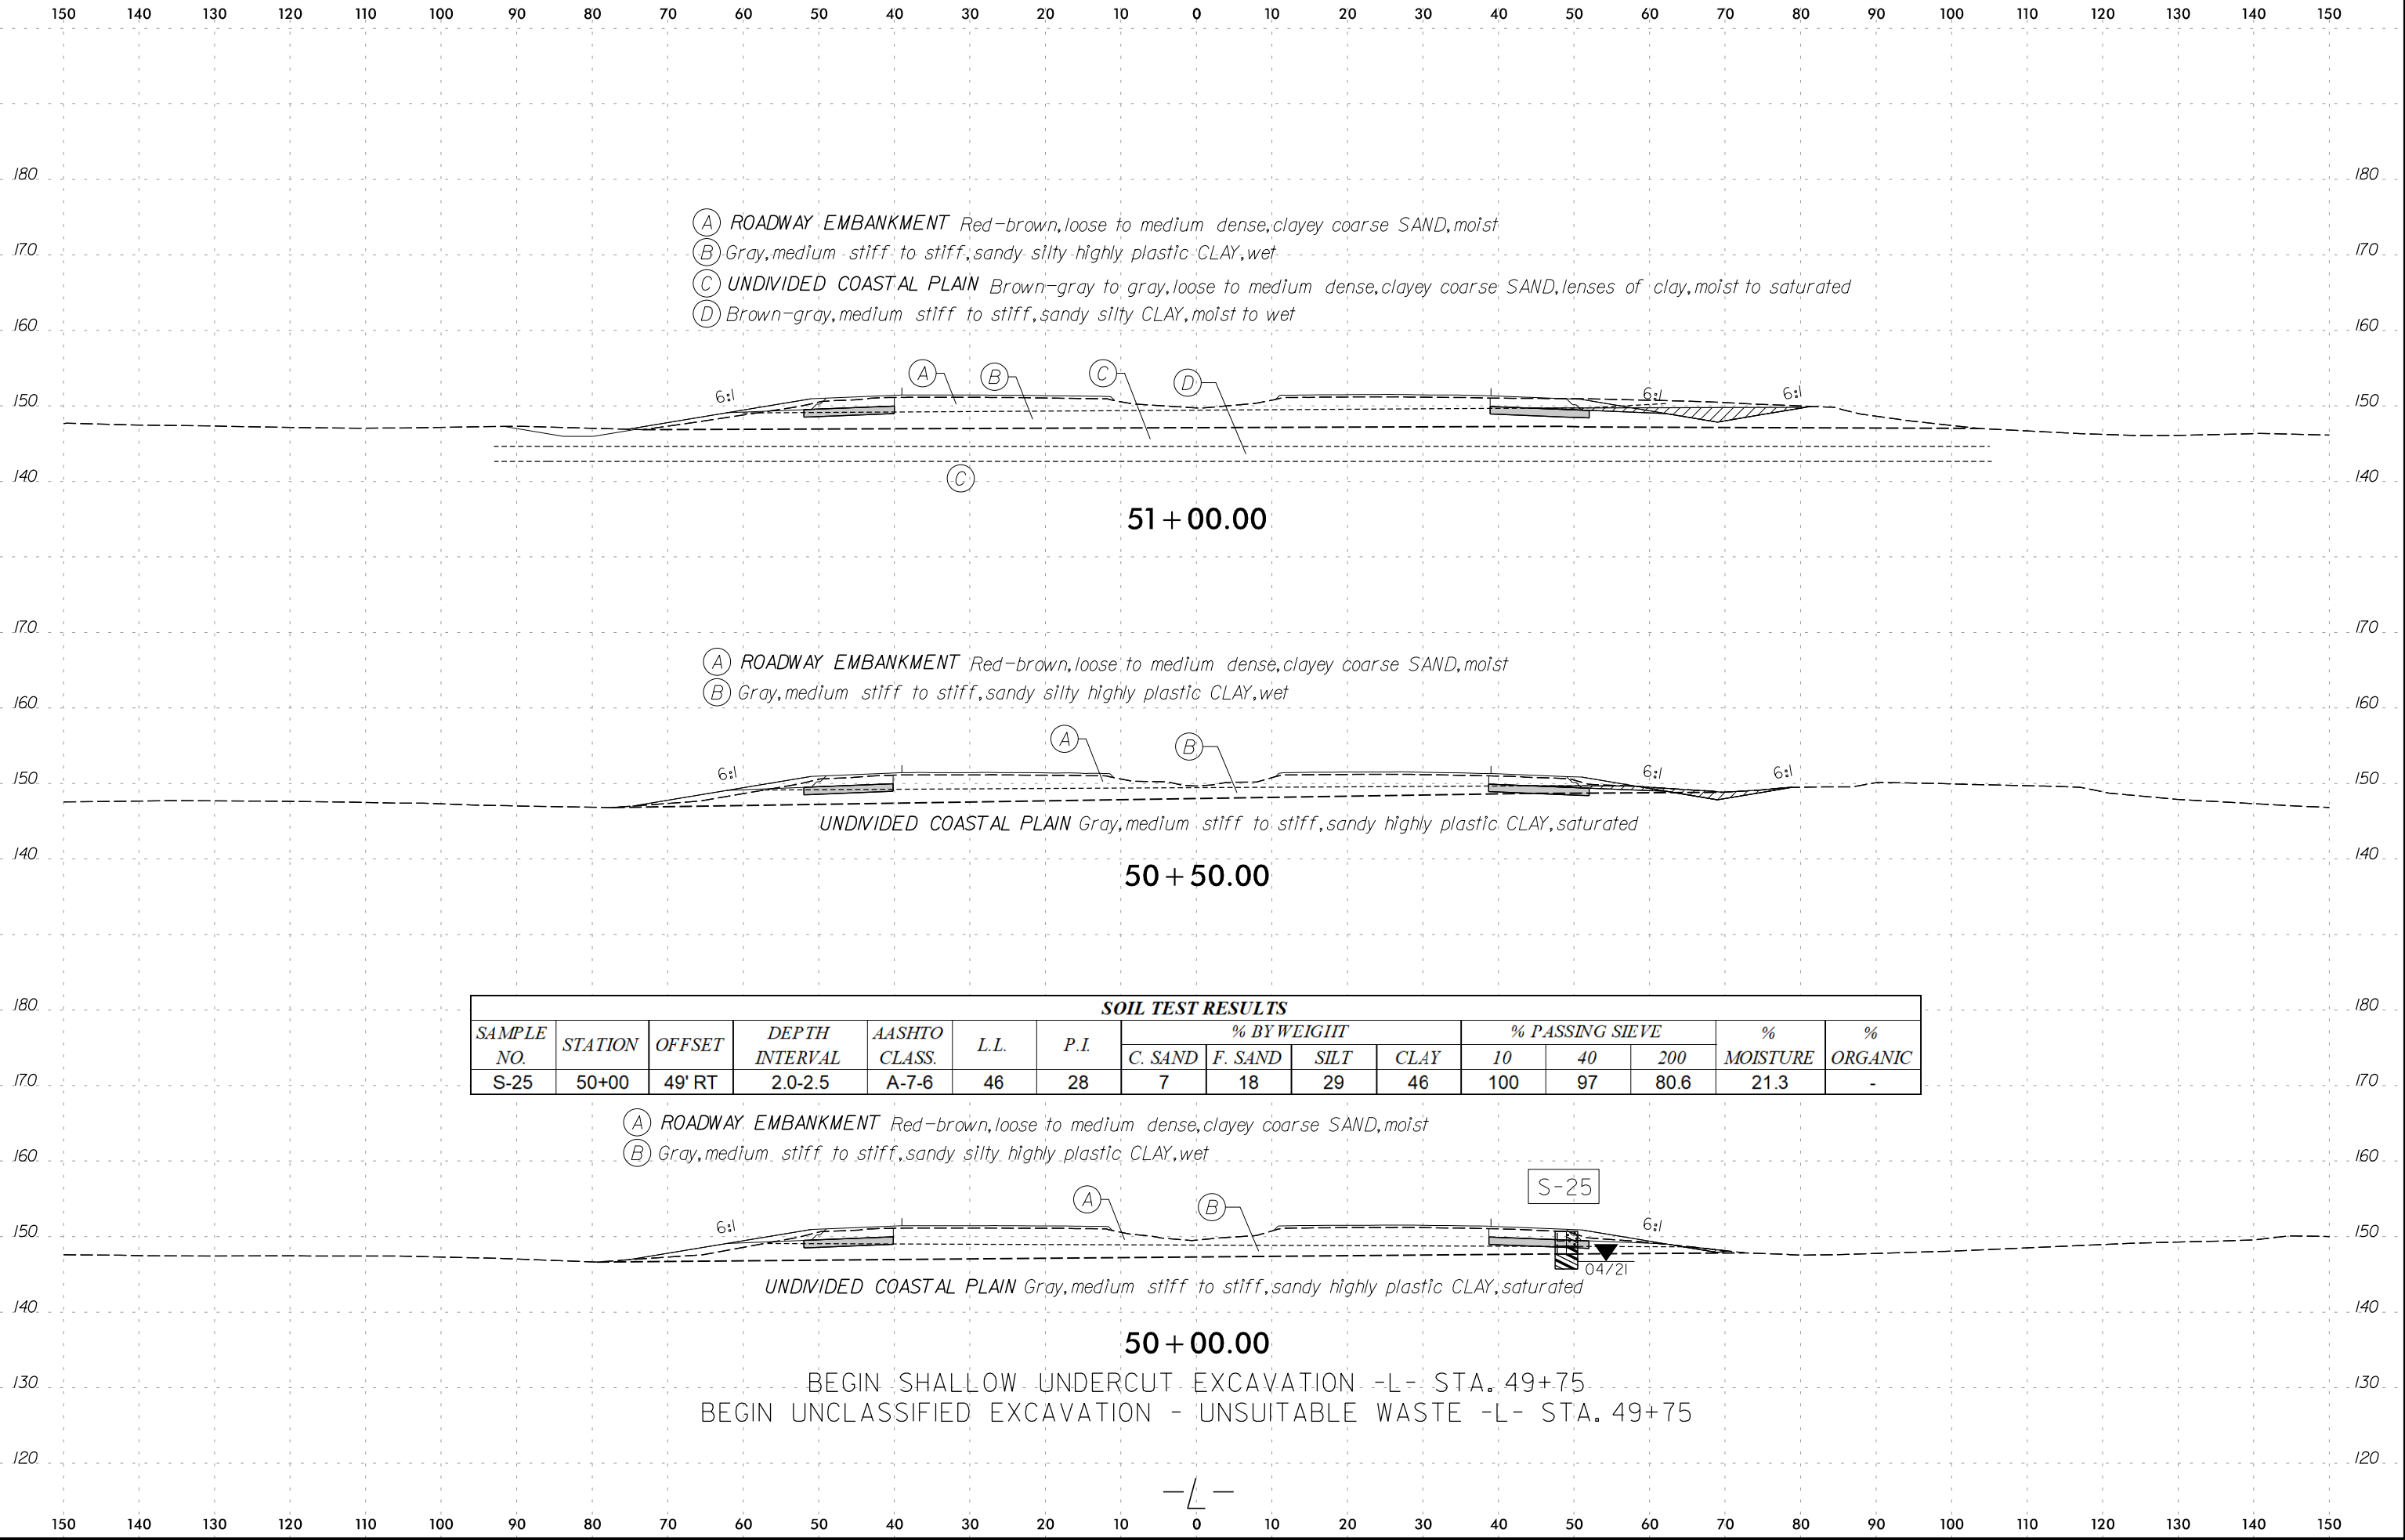 150 140 130 120 110 100 90 80 70 60 50 40 30 20 10 0 10 20 30 40 50 60 70 80 90 100 110 120 130 140 150
180 180
Ⓐ ROADWAY EMBANKMENT Red-brown, loose to medium dense, clayey coarse SAND, moist
170 Ⓑ Gray, medium stiff to stiff, sandy silty highly plastic CLAY, wet 170
Ⓒ UNDIVIDED COASTAL PLAIN Brown-gray to gray, loose to medium dense, clayey coarse SAND, lenses of clay, moist to saturated
Ⓓ Brown-gray, medium stiff to stiff, sandy silty CLAY, moist to wet
160 160
A B C D
6:1 6:1 6:1
150 150
140 C 140
51+00.00
170 170
Ⓐ ROADWAY EMBANKMENT Red-brown, loose to medium dense, clayey coarse SAND, moist
Ⓑ Gray, medium stiff to stiff, sandy silty highly plastic CLAY, wet
160 160
A B
6:1 6:1 6:1
150 150
UNDIVIDED COASTAL PLAIN Gray, medium stiff to stiff, sandy highly plastic CLAY, saturated
140 140
50+50.00
180 180
SOIL TEST RESULTS
SAMPLE NO. STATION OFFSET DEPTH INTERVAL AASHTO CLASS. L.L. P.I. % BY WEIGHT % PASSING SIEVE % MOISTURE % ORGANIC
C. SAND F. SAND SILT CLAY 10 40 200
170 S-25 50+00 49' RT 2.0-2.5 A-7-6 46 28 7 18 29 46 100 97 80.6 21.3 - 170
Ⓐ ROADWAY EMBANKMENT Red-brown, loose to medium dense, clayey coarse SAND, moist
Ⓑ Gray, medium stiff to stiff, sandy silty highly plastic CLAY, wet
160 160
S-25
A B
6:1 6:1
150 150
04/21
UNDIVIDED COASTAL PLAIN Gray, medium stiff to stiff, sandy highly plastic CLAY, saturated
140 140
50+00.00
BEGIN SHALLOW UNDERCUT EXCAVATION -L- STA. 49+75
130 130
BEGIN UNCLASSIFIED EXCAVATION - UNSUITABLE WASTE -L- STA. 49+75
120 120
-L-
150 140 130 120 110 100 90 80 70 60 50 40 30 20 10 0 10 20 30 40 50 60 70 80 90 100 110 120 130 140 150